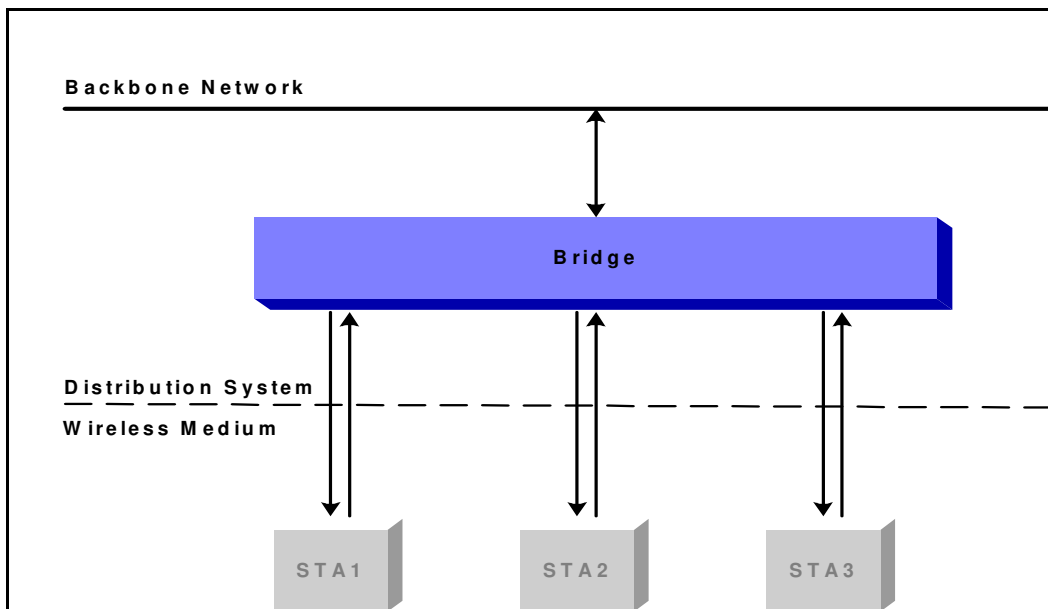 Backbone Network
Bridge
Distribution System
Wireless Medium
STA1 STA2 STA3